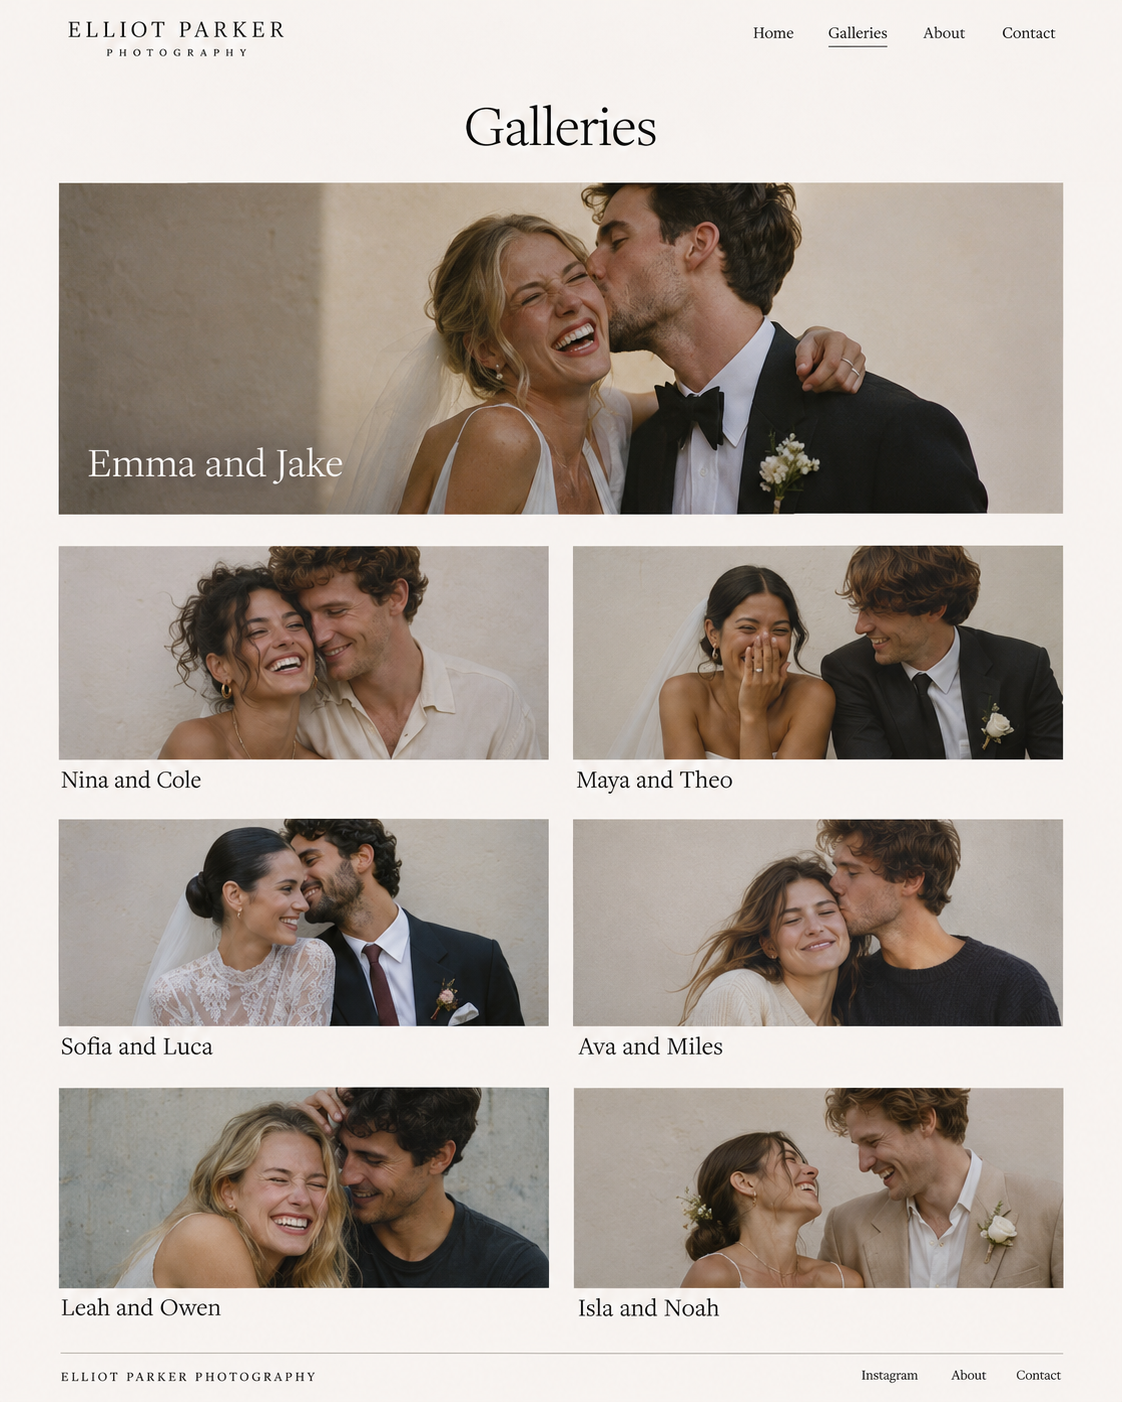 ELLIOT PARKER
PHOTOGRAPHY
Home Galleries About Contact
Galleries
Emma and Jake
Nina and Cole
Maya and Theo
Sofia and Luca
Ava and Miles
Leah and Owen
Isla and Noah
ELLIOT PARKER PHOTOGRAPHY
Instagram About Contact